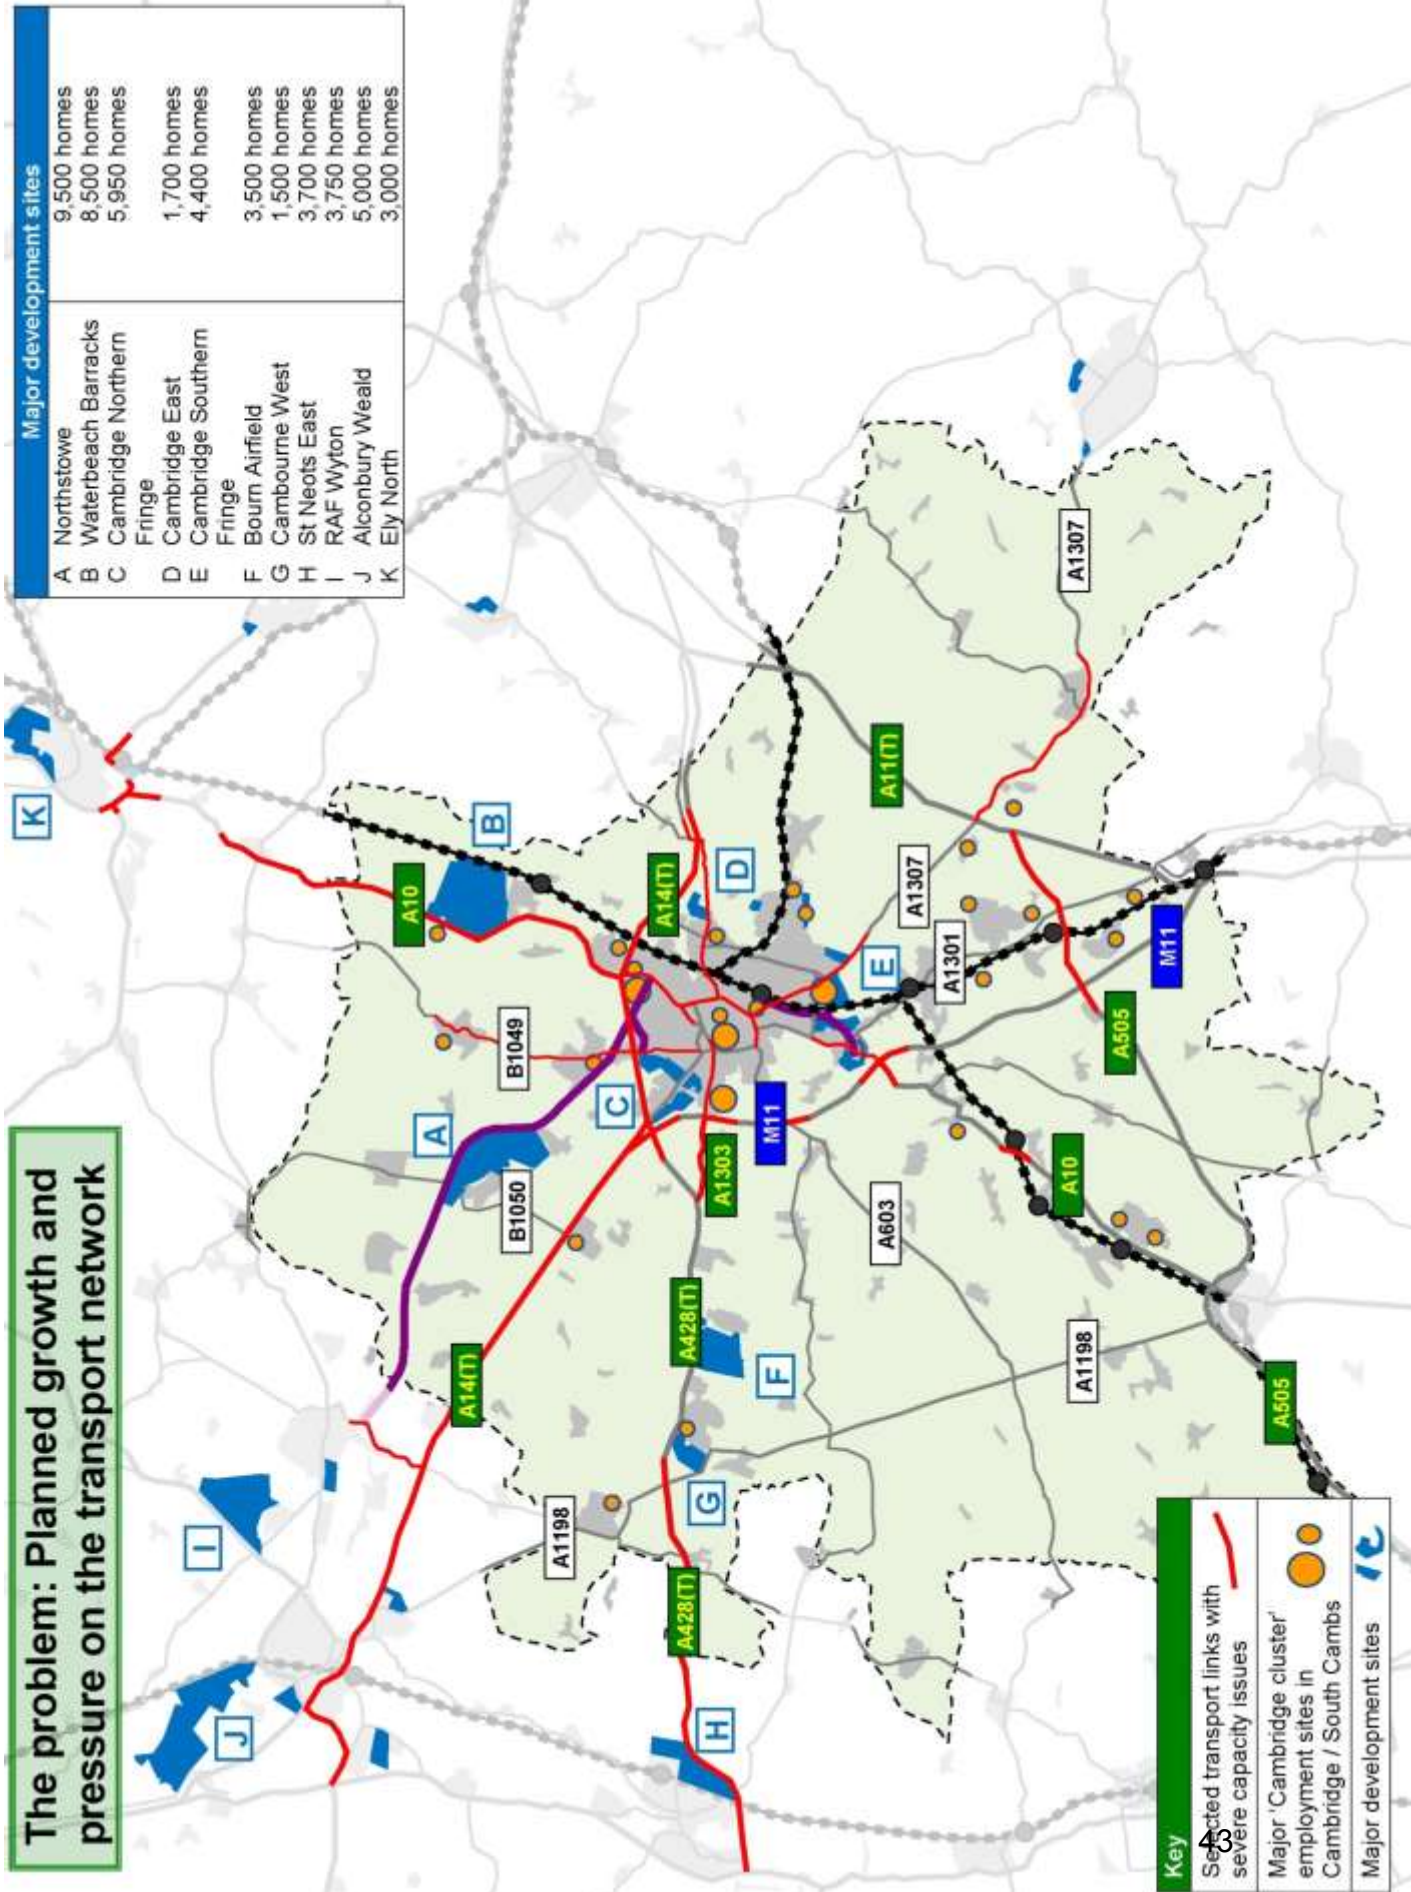 The problem: Planned growth and
pressure on the transport network
Major development sites
A Northstowe 9,500 homes
B Waterbeach Barracks 8,500 homes
C Cambridge Northern 5,950 homes
Fringe
D Cambridge East 1,700 homes
E Cambridge Southern 4,400 homes
Fringe
F Bourn Airfield 3,500 homes
G Cambourne West 1,500 homes
H St Neots East 3,700 homes
I RAF Wyton 3,750 homes
J Alconbury Weald 5,000 homes
K Ely North 3,000 homes
K
J
I
A
B
A10
A14(T)
B1050
B1049
A1198
C
A14(T)
D
H
A428(T)
G
A428(T)
F
A1303
M11
E
A11(T)
A603
A1307
A1301
A1307
A1198
A10
A505
M11
A505
Key
Selected transport links with
severe capacity issues
Major 'Cambridge cluster'
employment sites in
Cambridge / South Cambs
Major development sites
43